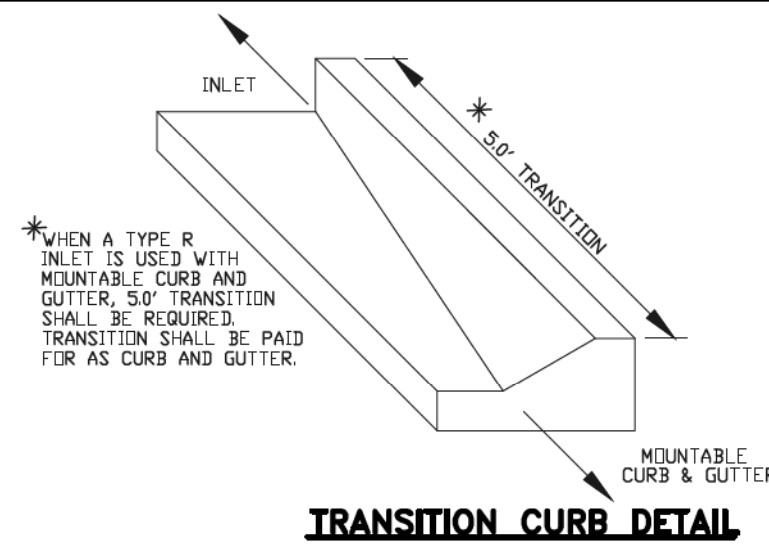 INLET
* 5.0' TRANSITION
*WHEN A TYPE R
INLET IS USED WITH
MOUNTABLE CURB AND
GUTTER, 5.0' TRANSITION
SHALL BE REQUIRED.
TRANSITION SHALL BE PAID
FOR AS CURB AND GUTTER.
MOUNTABLE
CURB & GUTTER
TRANSITION CURB DETAIL